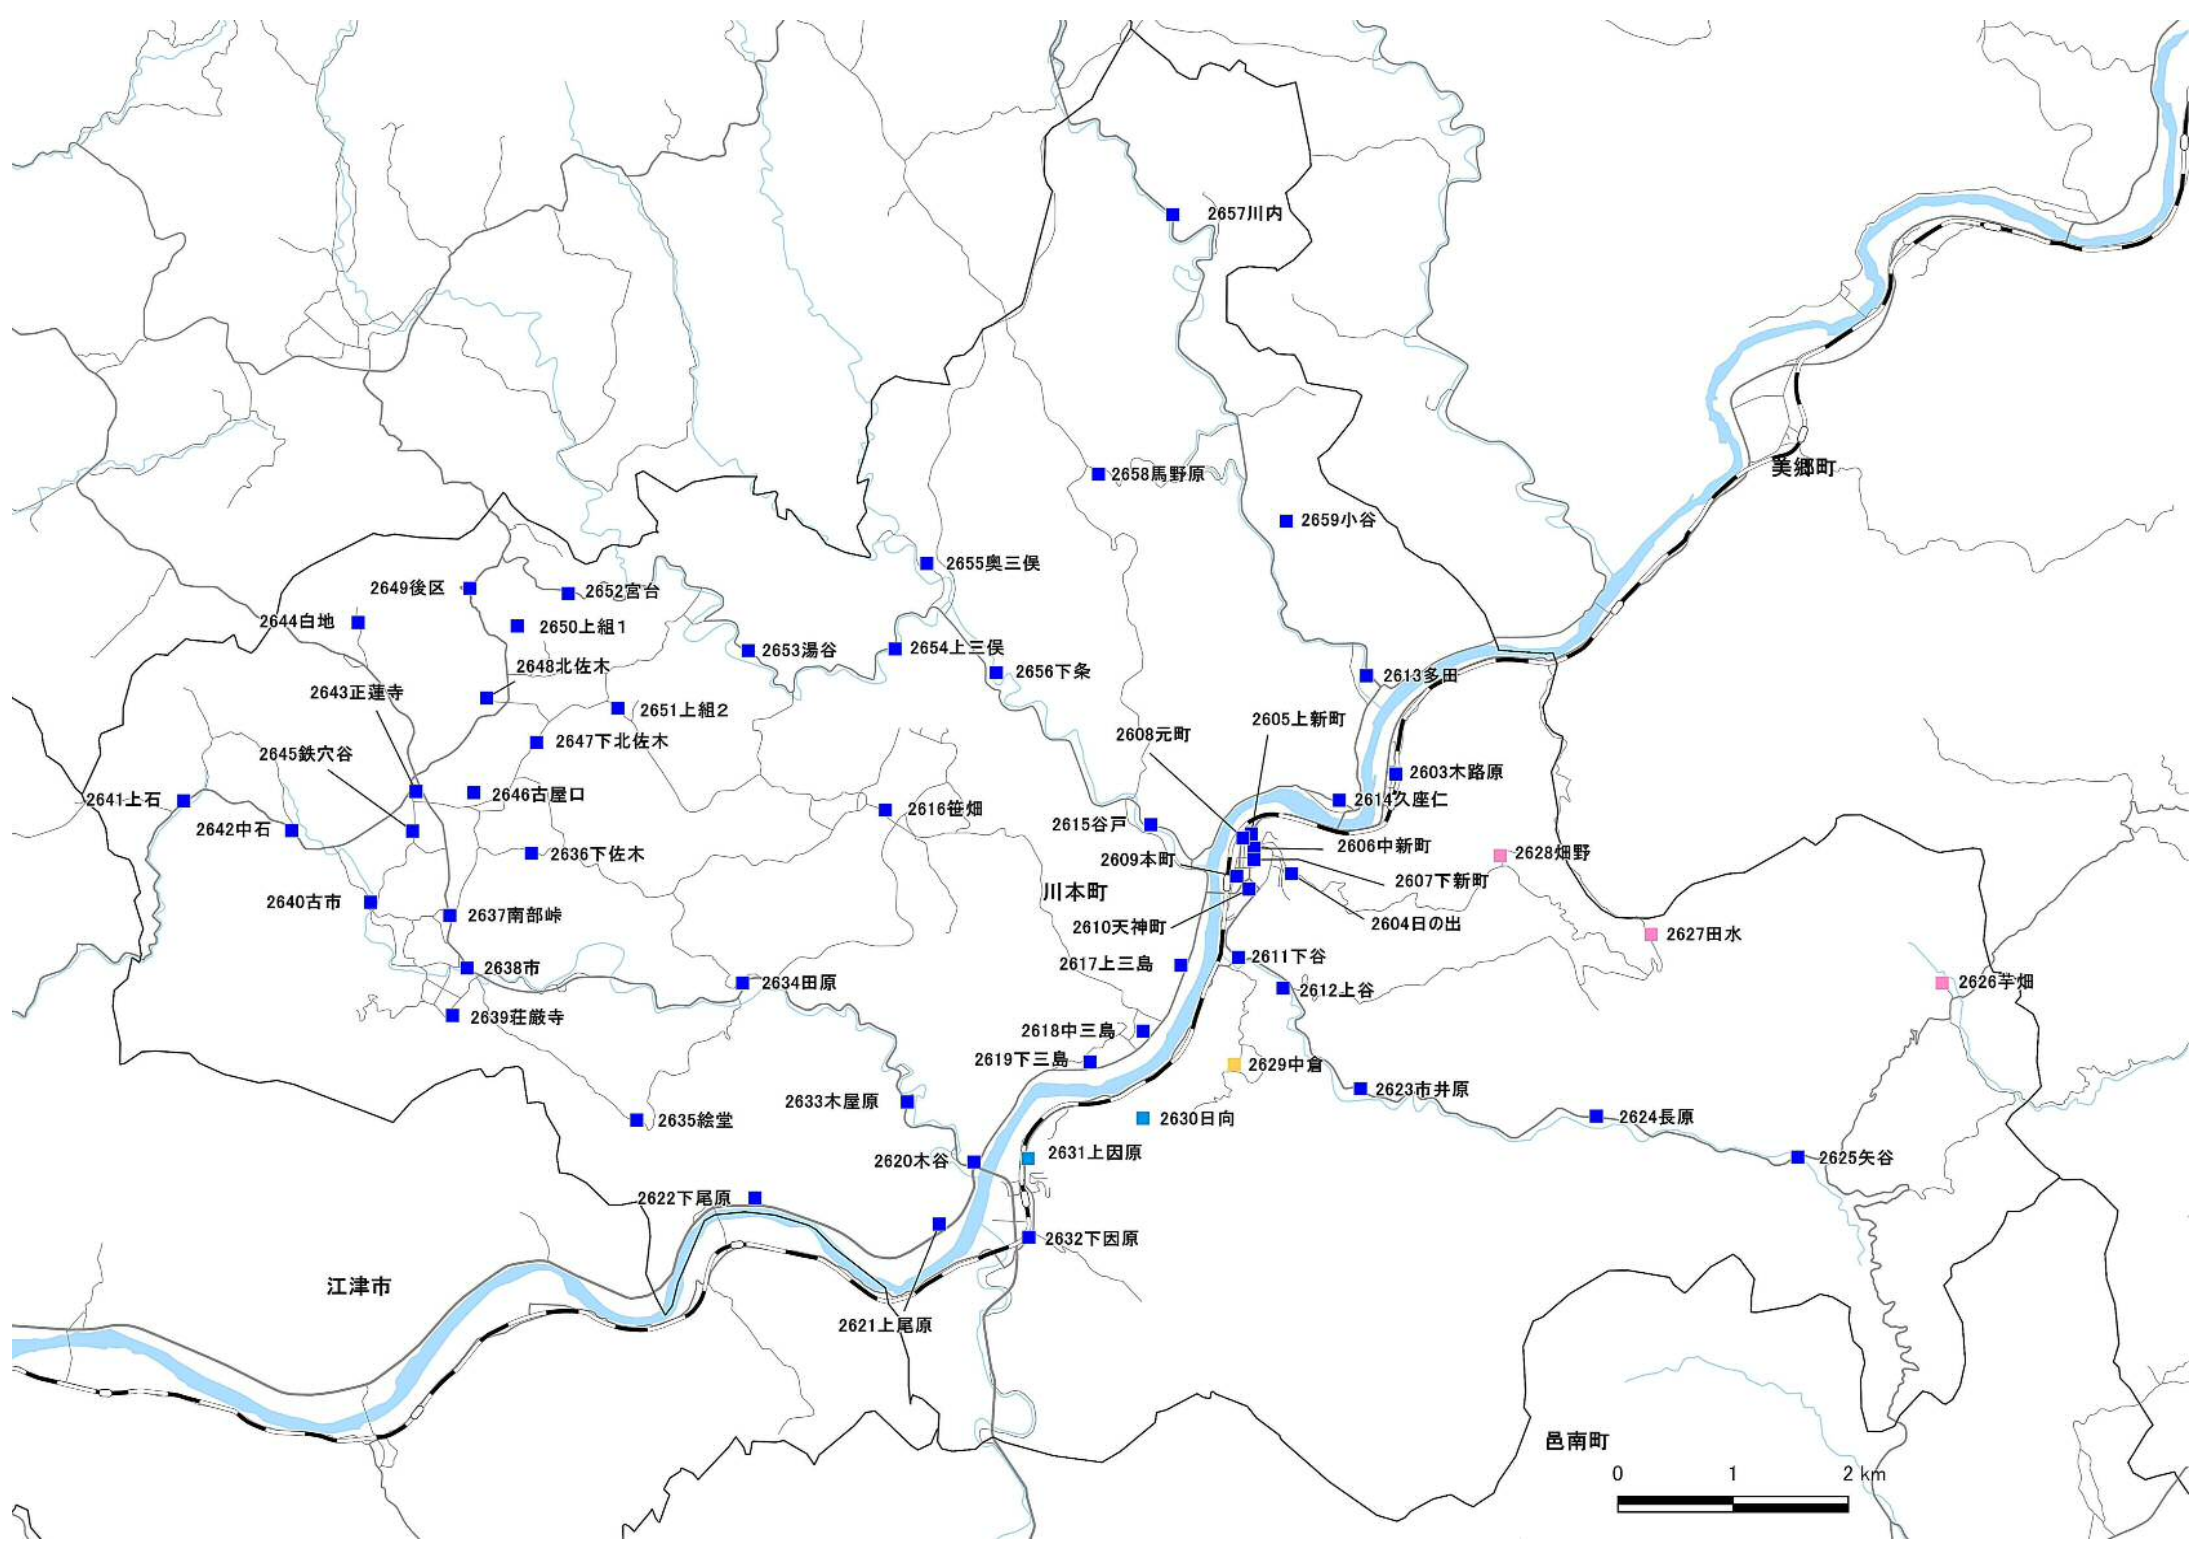 2657川内
美郷町
2658馬野原
2659小谷
2655奥三俣
2649後区
2652宮台
2644白地
2650上組1
2653湯谷
2654上三俣
2648北佐木
2656下条
2613多田
2643正蓮寺
2651上組2
2605上新町
2608元町
2647下北佐木
2645鉄穴谷
2603木路原
2646古屋口
2641上石
2614久座仁
2616笹畑
2615谷戸
2642中石
2606中新町
2636下佐木
2628畑野
2609本町
2607下新町
川本町
2640古市
2637南部峠
2604日の出
2610天神町
2627田水
2611下谷
2617上三島
2638市
2634田原
2626芋畑
2612上谷
2639荘厳寺
2618中三島
2619下三島
2629中倉
2623市井原
2633木屋原
2635絵堂
2630日向
2624長原
2631上因原
2620木谷
2625矢谷
2622下尾原
2632下因原
江津市
2621上尾原
邑南町
0 1 2 km